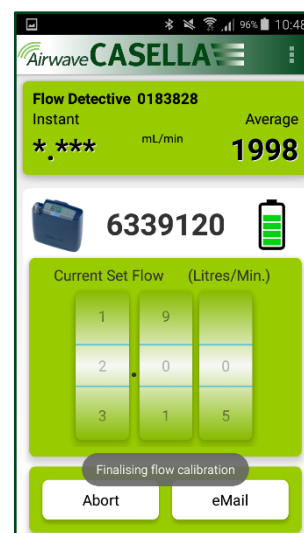 96% 10:48
Airwave CASELLA
Flow Detective 0183828
Instant Average
*.*** mL/min 1998
6339120
Current Set Flow (Litres/Min.)
1 9
2 . 0 0
3 1 5
Finalising flow calibration
Abort eMail